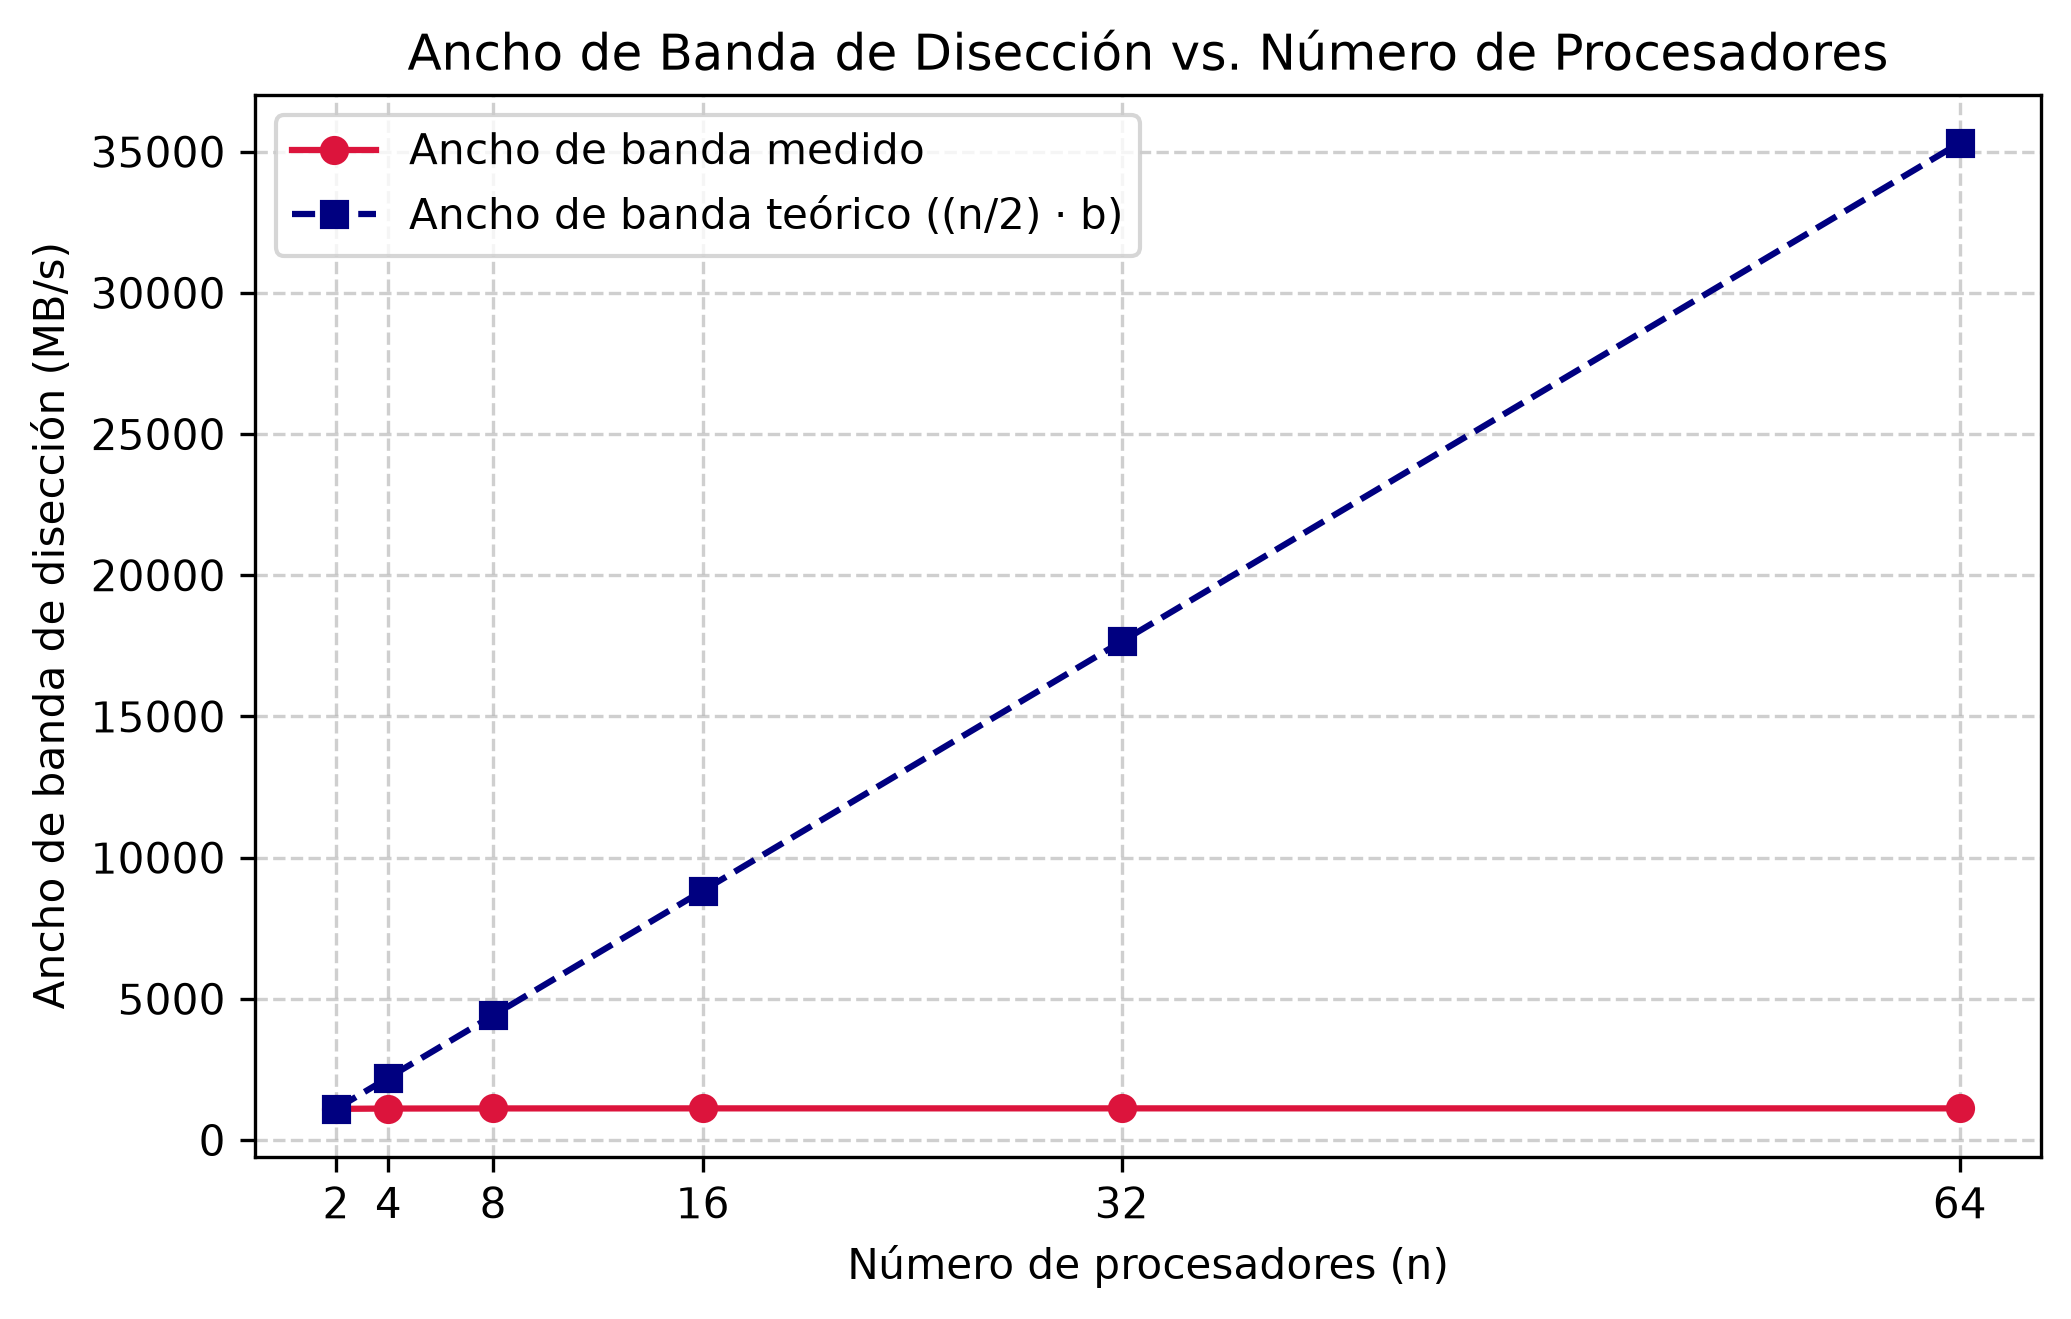 Ancho de Banda de Disección vs. Número de Procesadores
Ancho de banda medido
Ancho de banda teórico ((n/2) · b)
Ancho de banda de disección (MB/s)
35000
30000
25000
20000
15000
10000
5000
0
2 4 8 16 32 64
Número de procesadores (n)